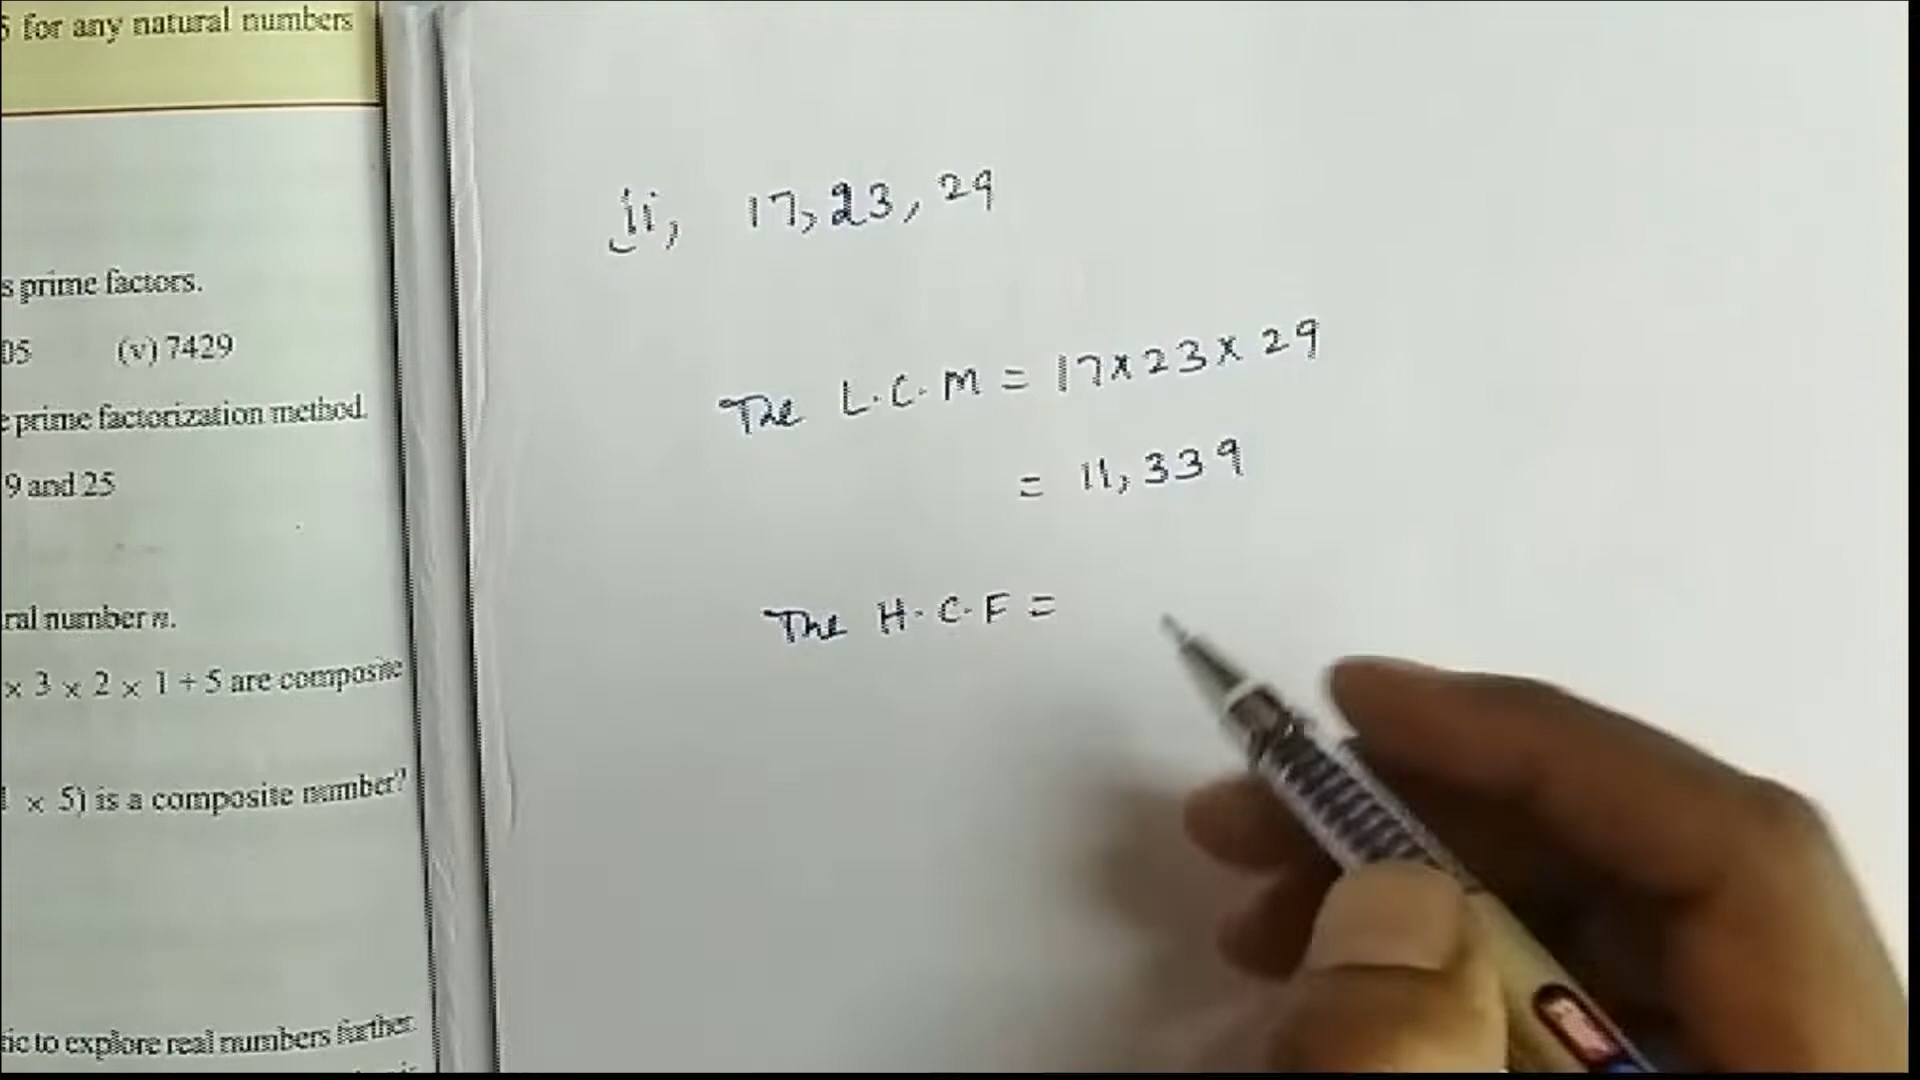 5 for any natural numbers
s prime factors.
05 (v) 7429
prime factorization method.
9 and 25
ral number n.
× 3 × 2 × 1 + 5 are composite
× 5) is a composite number?
tic to explore real numbers further.
ii, 17, 23, 29
The L.C.M = 17×23×29
= 11,339
The H.C.F =